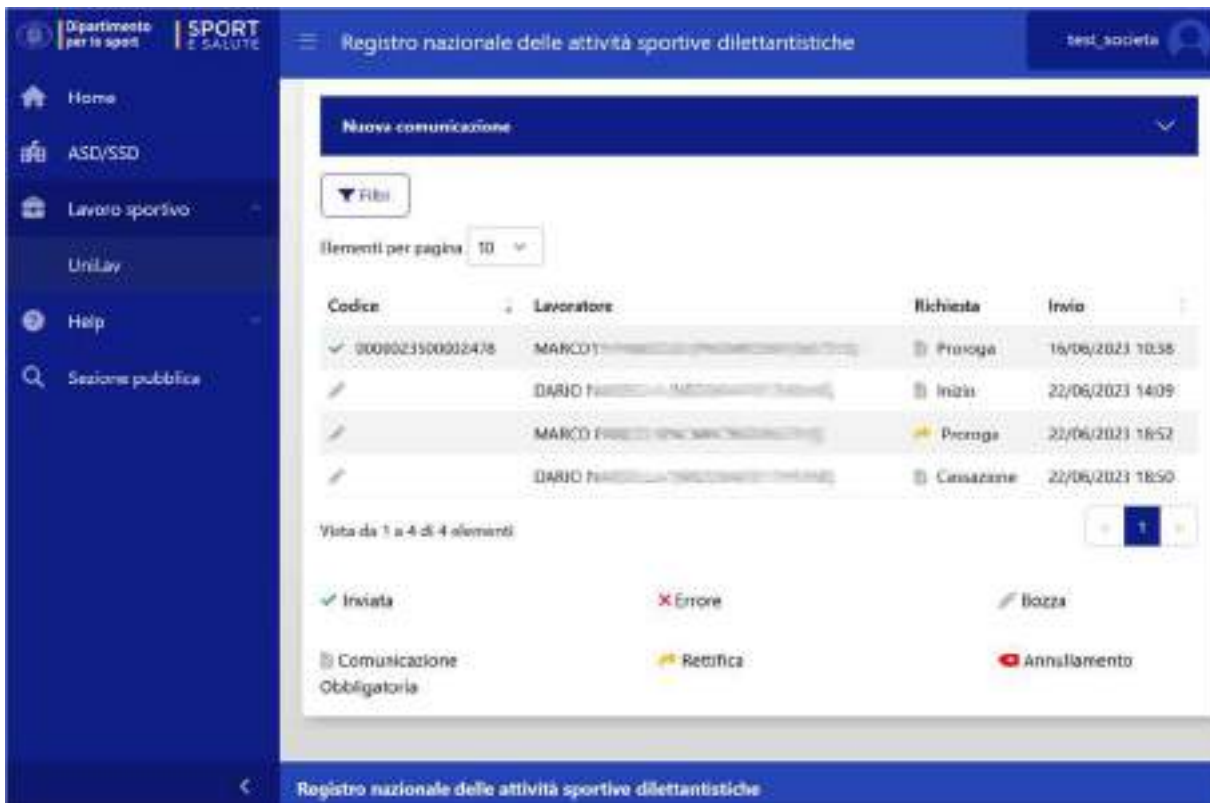 Dipartimento
per lo sport
SPORT
E SALUTE
Registro nazionale delle attività sportive dilettantistiche
test_societa
Home
ASD/SSD
Lavoro sportivo
UniLav
Help
Sezione pubblica
Nuova comunicazione
Filtri
Elementi per pagina 10
Codice Lavoratore Richiesta Invio
0000023500002478 MARCO Proroga 16/06/2023 10:38
DARIO Inizio 22/06/2023 14:09
MARCO Proroga 22/06/2023 18:52
DARIO Cessazione 22/06/2023 18:50
Vista da 1 a 4 di 4 elementi
1
Inviata Errore Bozza
Comunicazione Rettifica Annullamento
Obbligatoria
Registro nazionale delle attività sportive dilettantistiche